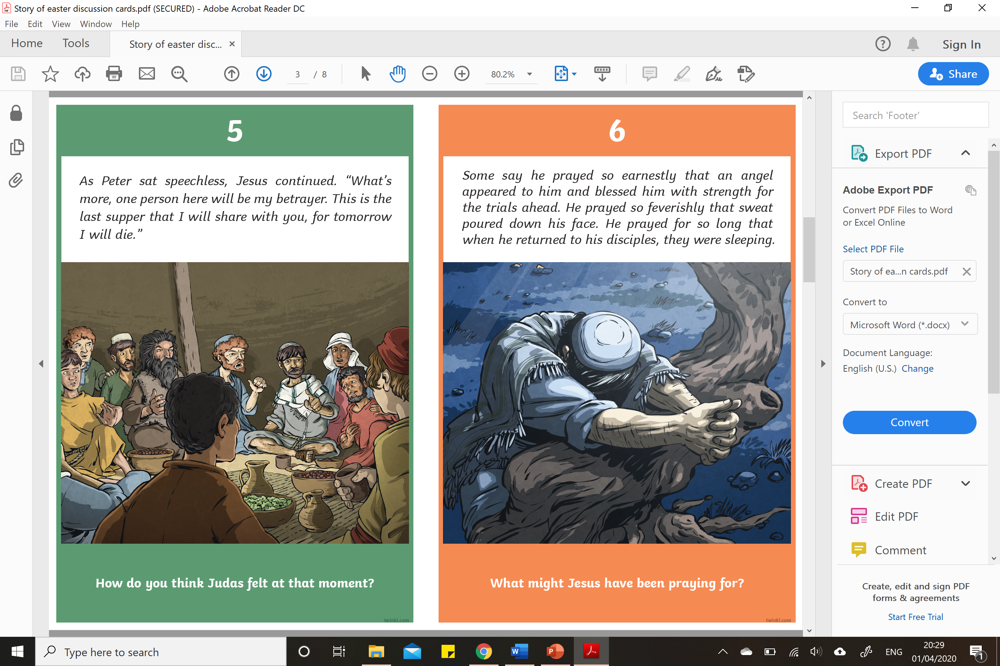 Story of easter discussion cards.pdf (SECURED) - Adobe Acrobat Reader DC
File Edit View Window Help
Home Tools Story of easter disc... Sign In
3 / 8 80.2% Share
5
As Peter sat speechless, Jesus continued. “What’s
more, one person here will be my betrayer. This is the
last supper that I will share with you, for tomorrow
I will die.”
How do you think Judas felt at that moment?
twinkl.com
6
Some say he prayed so earnestly that an angel
appeared to him and blessed him with strength for
the trials ahead. He prayed so feverishly that sweat
poured down his face. He prayed for so long that
when he returned to his disciples, they were sleeping.
What might Jesus have been praying for?
twinkl.com
Search 'Footer'
Export PDF
Adobe Export PDF
Convert PDF Files to Word
or Excel Online
Select PDF File
Story of ea...n cards.pdf
Convert to
Microsoft Word (*.docx)
Document Language:
English (U.S.) Change
Convert
Create PDF
Edit PDF
Comment
Create, edit and sign PDF
forms & agreements
Start Free Trial
Type here to search
ENG
20:29
01/04/2020
1